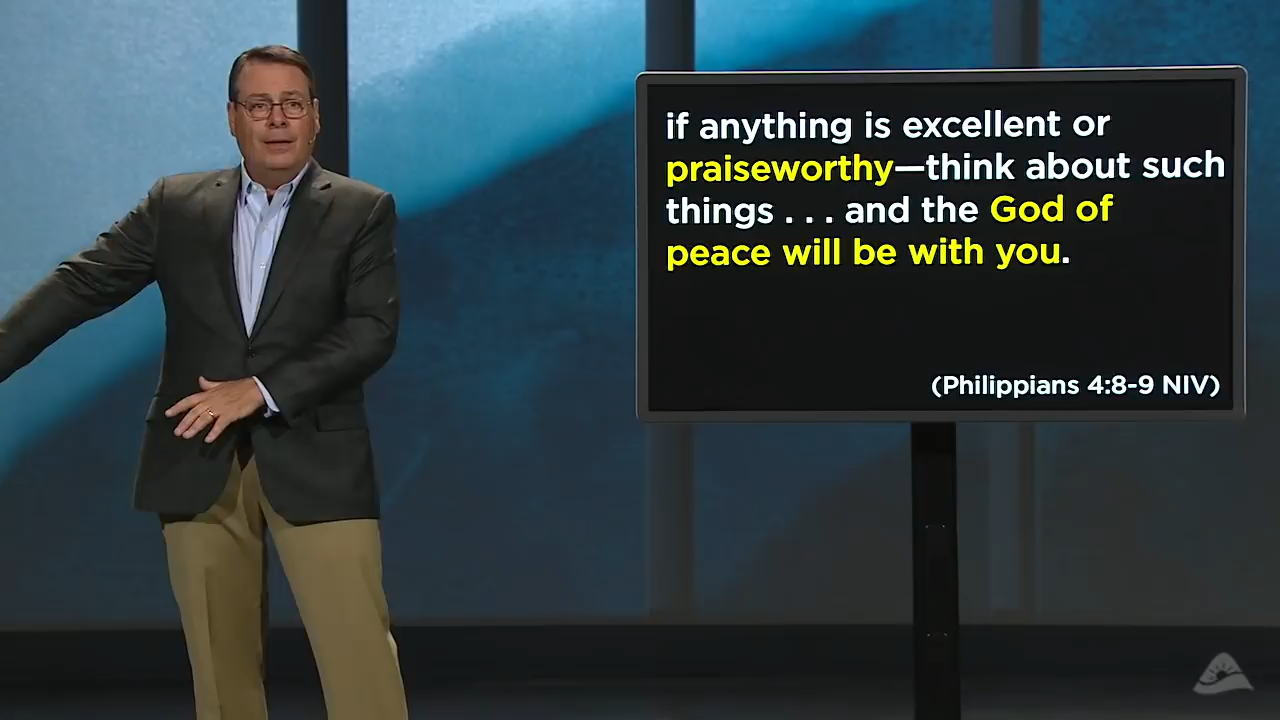 if anything is excellent or
praiseworthy—think about such
things . . . and the God of
peace will be with you.
(Philippians 4:8-9 NIV)